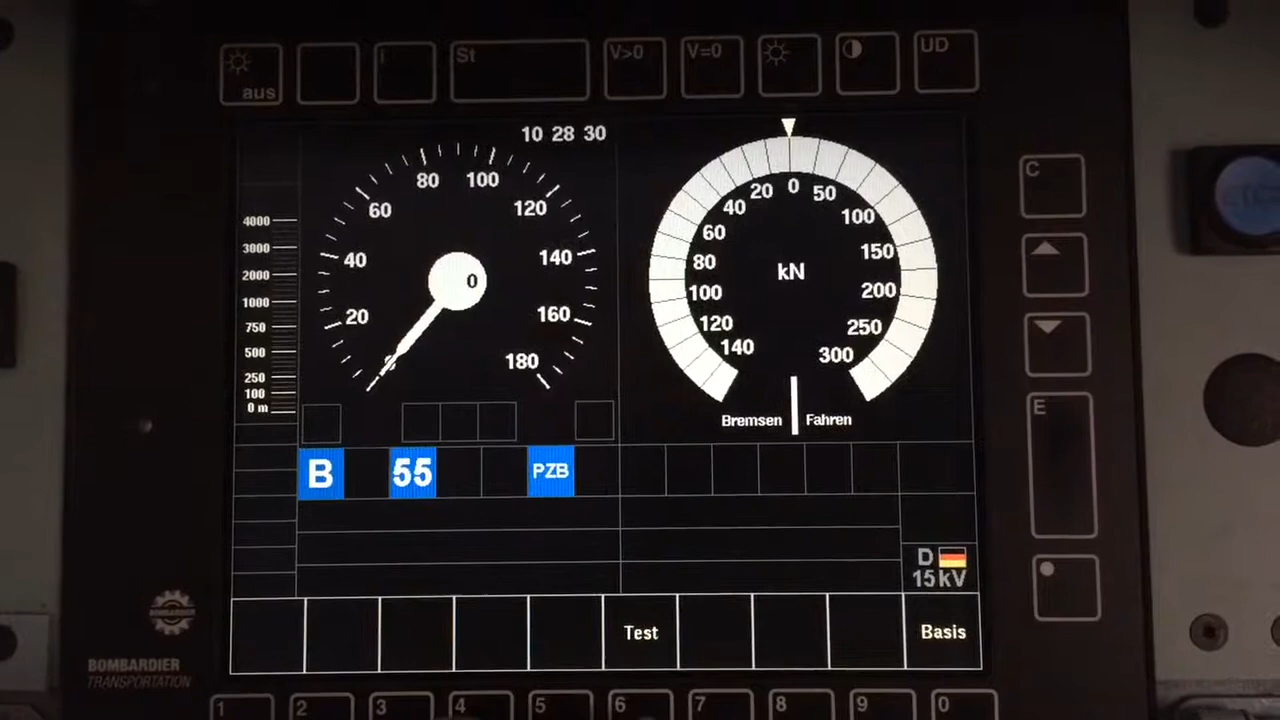 aus
i
St
V>0
V=0
UD
10 28 30
80 100
60 120
40 140
20 160
180
0
4000
3000
2000
1000
750
500
250
100
0 m
20 0 50
40 100
60 150
80 200
100 250
120 300
140
kN
Bremsen Fahren
B 55 PZB
D
15kV
Test Basis
C
E
BOMBARDIER
BOMBARDIER
TRANSPORTATION
1 2 3 4 5 6 7 8 9 0